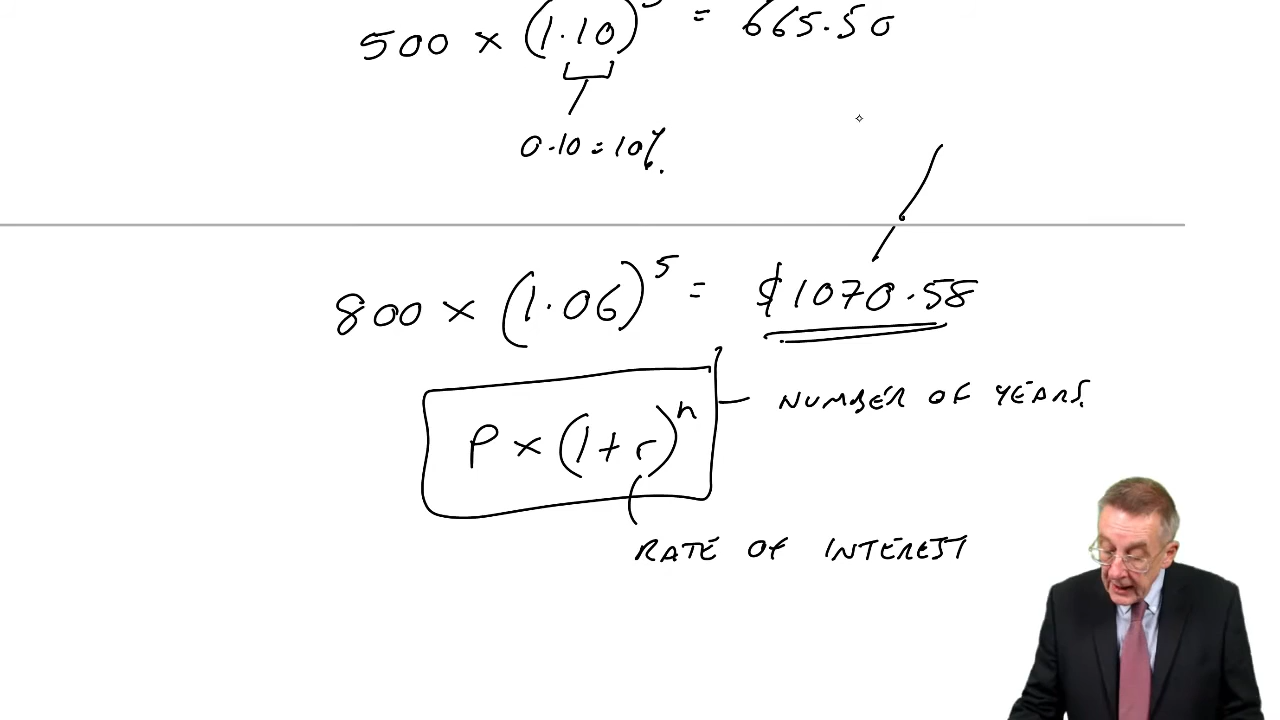 500 × (1.10) = 665.50
0.10 = 10%.
800 × (1.06)^5 = $1070.58
P × (1 + r)^n
NUMBER OF YEARS.
RATE OF INTEREST